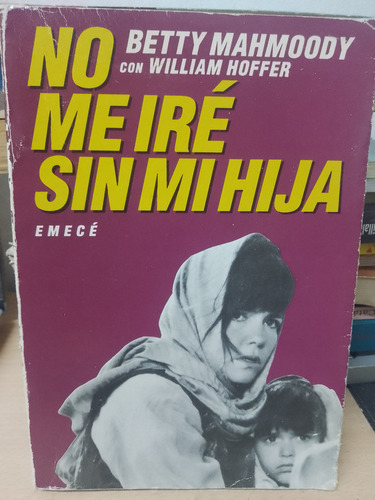 NO
BETTY MAHMOODY
CON WILLIAM HOFFER
ME IRÉ
SIN MI HIJA
EMECÉ